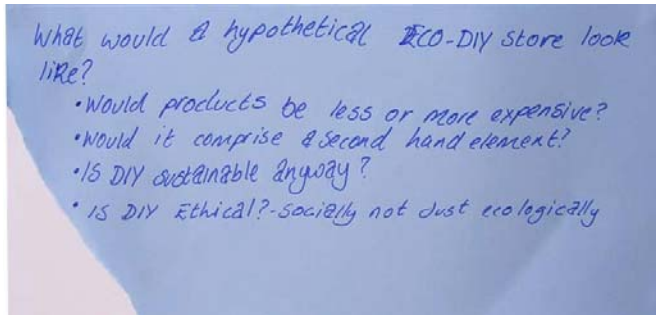 What would a hypothetical ECO-DIY store look
like?
•Would products be less or more expensive?
•Would it comprise a second hand element?
•Is DIY sustainable anyway?
•Is DIY Ethical?-Socially not Just ecologically